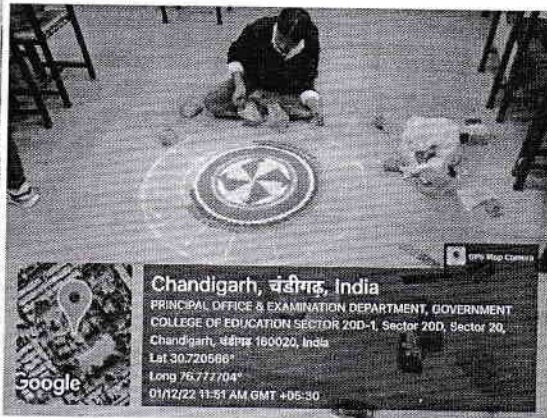 GPS Map Camera
Chandigarh, चंडीगढ़, India
PRINCIPAL OFFICE & EXAMINATION DEPARTMENT, GOVERNMENT
COLLEGE OF EDUCATION SECTOR 20D-1, Sector 20D, Sector 20,
Chandigarh, चंडीगढ़ 160020, India
Lat 30.720566°
Long 76.777704°
01/12/22 11:51 AM GMT +05:30
Google